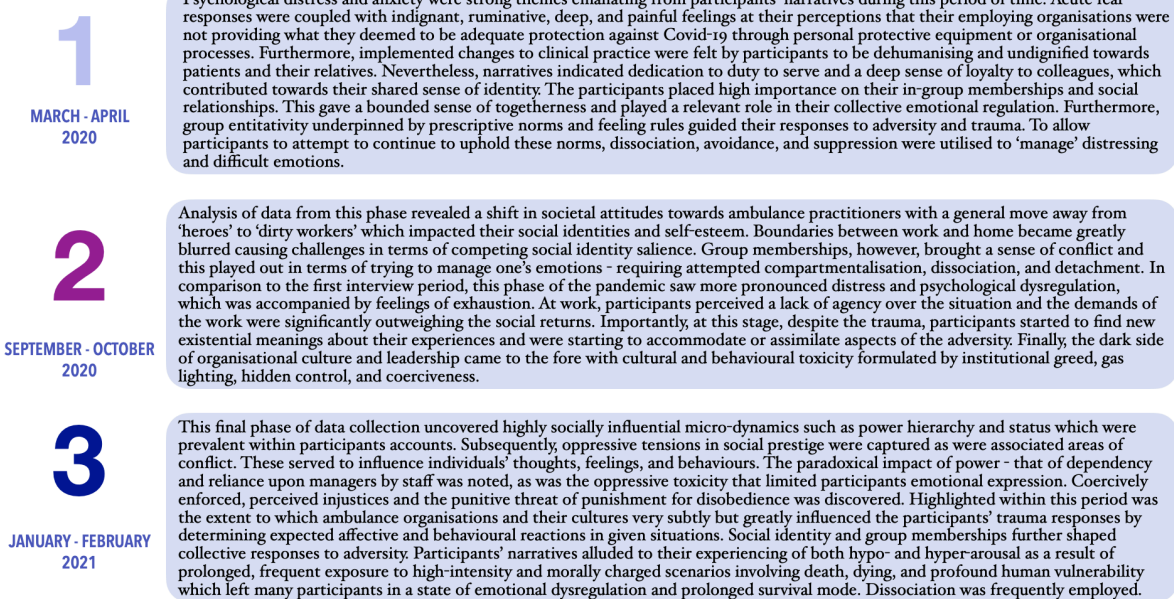 1
MARCH - APRIL
2020
Psychological distress and anxiety were strong themes emanating from participants' narratives during this period of time. Acute fear
responses were coupled with indignant, ruminative, deep, and painful feelings at their perceptions that their employing organisations were
not providing what they deemed to be adequate protection against Covid-19 through personal protective equipment or organisational
processes. Furthermore, implemented changes to clinical practice were felt by participants to be dehumanising and undignified towards
patients and their relatives. Nevertheless, narratives indicated dedication to duty to serve and a deep sense of loyalty to colleagues, which
contributed towards their shared sense of identity. The participants placed high importance on their in-group memberships and social
relationships. This gave a bounded sense of togetherness and played a relevant role in their collective emotional regulation. Furthermore,
group entitativity underpinned by prescriptive norms and feeling rules guided their responses to adversity and trauma. To allow
participants to attempt to continue to uphold these norms, dissociation, avoidance, and suppression were utilised to 'manage' distressing
and difficult emotions.
2
SEPTEMBER - OCTOBER
2020
Analysis of data from this phase revealed a shift in societal attitudes towards ambulance practitioners with a general move away from
'heroes' to 'dirty workers' which impacted their social identities and self-esteem. Boundaries between work and home became greatly
blurred causing challenges in terms of competing social identity salience. Group memberships, however, brought a sense of conflict and
this played out in terms of trying to manage one's emotions - requiring attempted compartmentalisation, dissociation, and detachment. In
comparison to the first interview period, this phase of the pandemic saw more pronounced distress and psychological dysregulation,
which was accompanied by feelings of exhaustion. At work, participants perceived a lack of agency over the situation and the demands of
the work were significantly outweighing the social returns. Importantly, at this stage, despite the trauma, participants started to find new
existential meanings about their experiences and were starting to accommodate or assimilate aspects of the adversity. Finally, the dark side
of organisational culture and leadership came to the fore with cultural and behavioural toxicity formulated by institutional greed, gas
lighting, hidden control, and coerciveness.
3
JANUARY - FEBRUARY
2021
This final phase of data collection uncovered highly socially influential micro-dynamics such as power hierarchy and status which were
prevalent within participants accounts. Subsequently, oppressive tensions in social prestige were captured as were associated areas of
conflict. These served to influence individuals' thoughts, feelings, and behaviours. The paradoxical impact of power - that of dependency
and reliance upon managers by staff was noted, as was the oppressive toxicity that limited participants emotional expression. Coercively
enforced, perceived injustices and the punitive threat of punishment for disobedience was discovered. Highlighted within this period was
the extent to which ambulance organisations and their cultures very subtly but greatly influenced the participants' trauma responses by
determining expected affective and behavioural reactions in given situations. Social identity and group memberships further shaped
collective responses to adversity. Participants' narratives alluded to their experiencing of both hypo- and hyper-arousal as a result of
prolonged, frequent exposure to high-intensity and morally charged scenarios involving death, dying, and profound human vulnerability
which left many participants in a state of emotional dysregulation and prolonged survival mode. Dissociation was frequently employed.